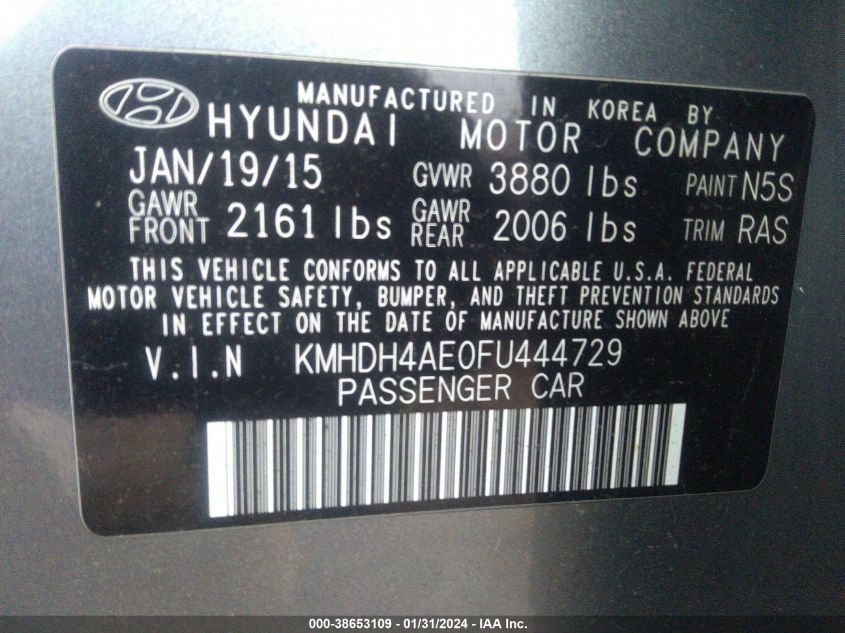 MANUFACTURED IN KOREA BY
HYUNDAI MOTOR COMPANY
JAN/19/15 GVWR 3880 lbs PAINT N5S
GAWR FRONT 2161 lbs GAWR REAR 2006 lbs TRIM RAS
THIS VEHICLE CONFORMS TO ALL APPLICABLE U.S.A. FEDERAL
MOTOR VEHICLE SAFETY, BUMPER, AND THEFT PREVENTION STANDARDS
IN EFFECT ON THE DATE OF MANUFACTURE SHOWN ABOVE.
V.I.N KMHDH4AE0FU444729
PASSENGER CAR
000-38653109 - 01/31/2024 - IAA Inc.